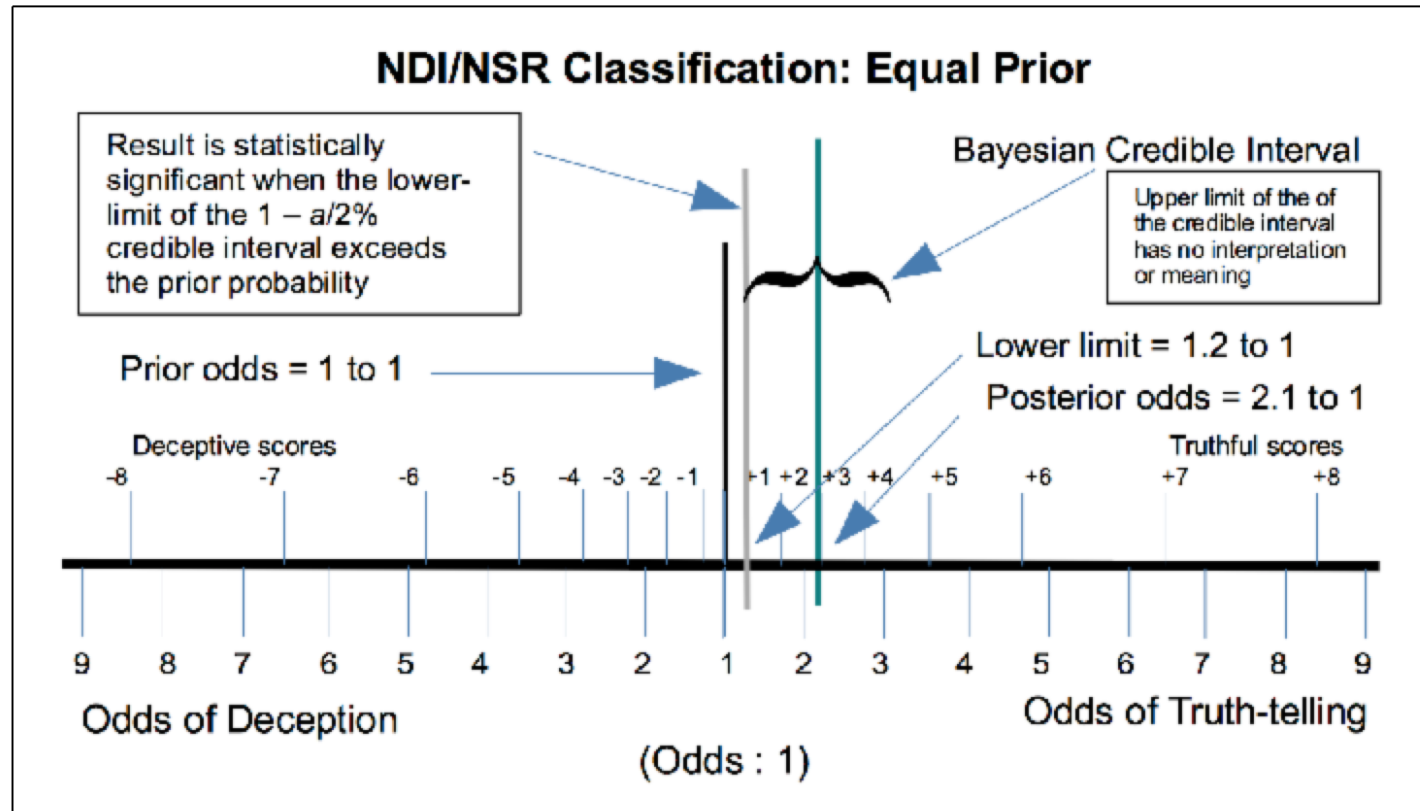 NDI/NSR Classification: Equal Prior
Result is statistically
significant when the lower-
limit of the 1 – a/2%
credible interval exceeds
the prior probability
Bayesian Credible Interval
Upper limit of the of
the credible interval
has no interpretation
or meaning
Prior odds = 1 to 1
Lower limit = 1.2 to 1
Posterior odds = 2.1 to 1
Deceptive scores
Truthful scores
-8 -7 -6 -5 -4 -3 -2 -1 +1 +2 +3 +4 +5 +6 +7 +8
9 8 7 6 5 4 3 2 1 2 3 4 5 6 7 8 9
Odds of Deception
Odds of Truth-telling
(Odds : 1)